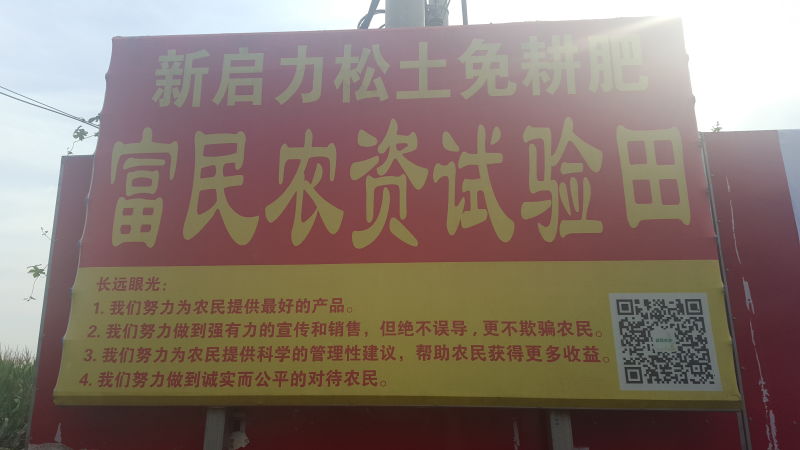 新启力松土免耕肥
富民农资试验田
长远眼光：
1. 我们努力为农民提供最好的产品。
2. 我们努力做到强有力的宣传和销售，但绝不误导，更不欺骗农民。
3. 我们努力为农民提供科学的管理性建议，帮助农民获得更多收益。
4. 我们努力做到诚实而公平的对待农民。